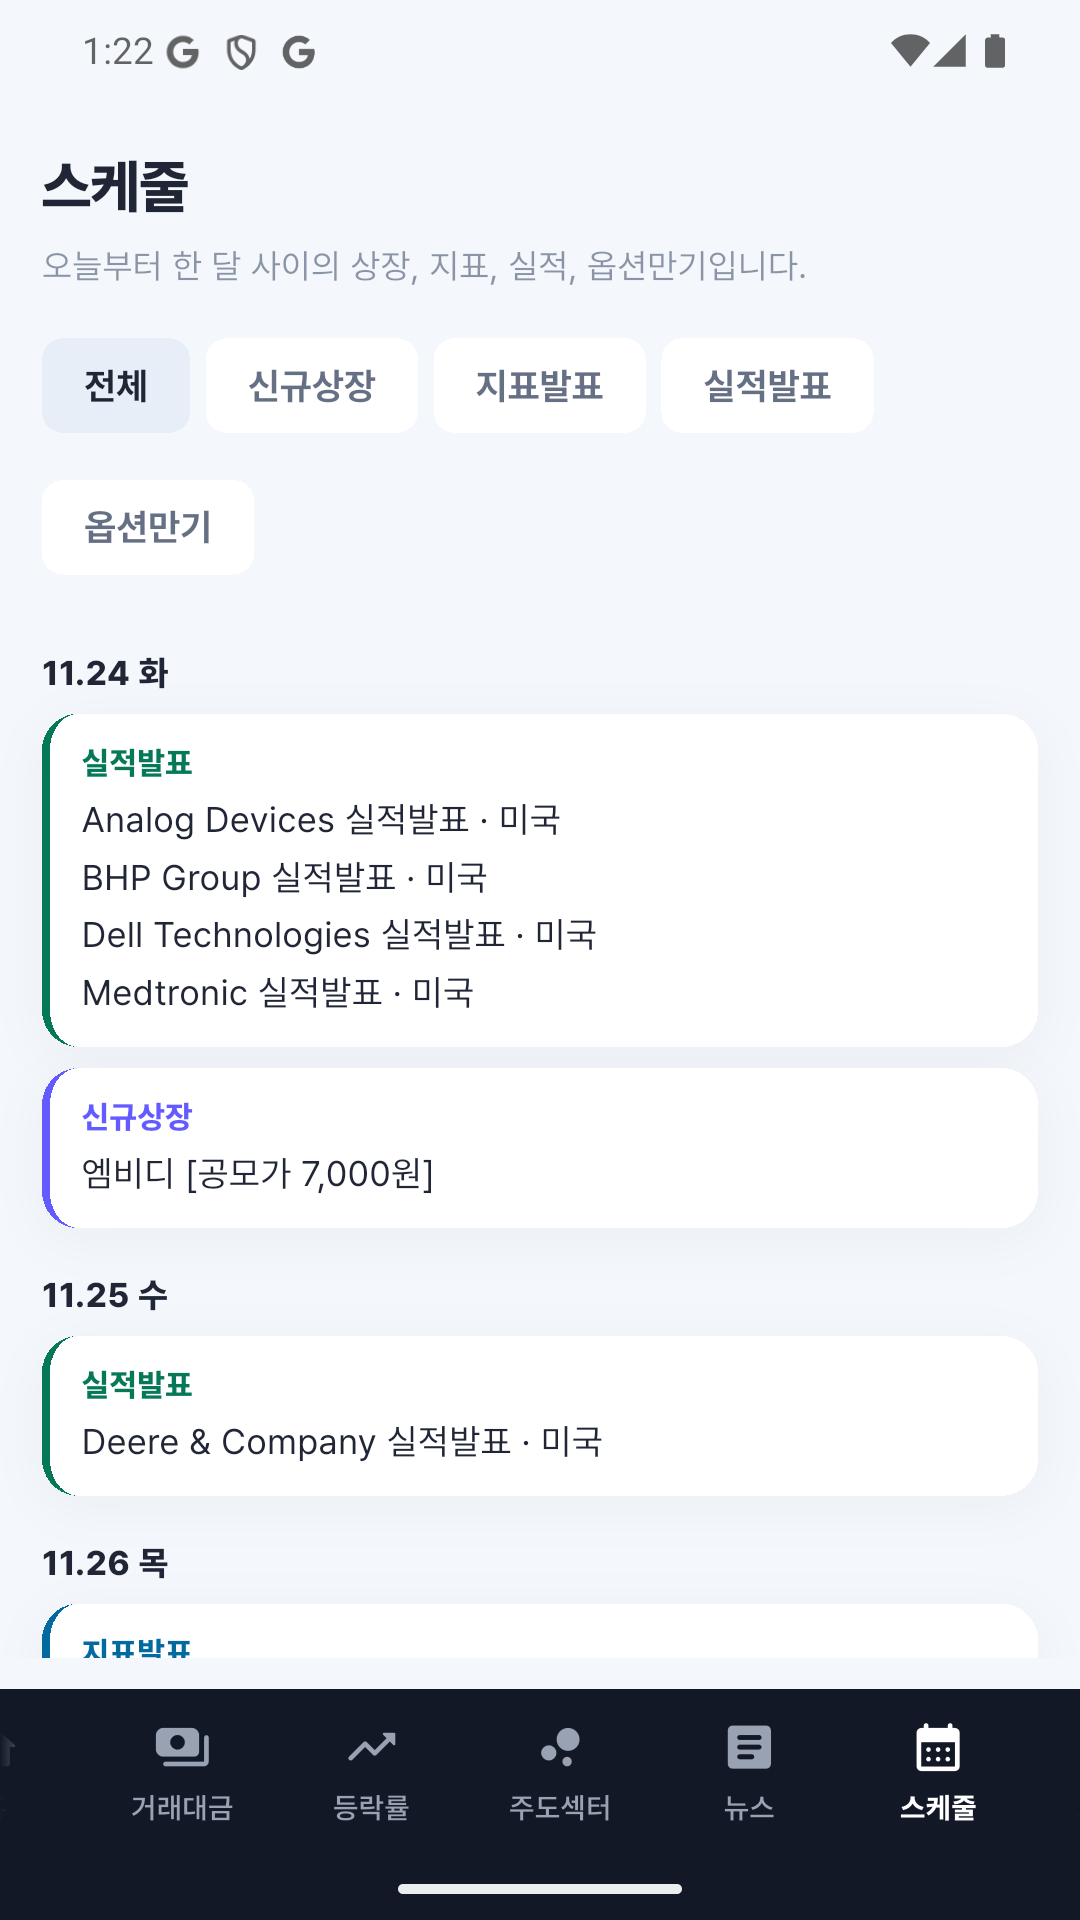 1:22
스케줄
오늘부터 한 달 사이의 상장, 지표, 실적, 옵션만기입니다.
전체 신규상장 지표발표 실적발표
옵션만기
11.24 화
실적발표
Analog Devices 실적발표 · 미국
BHP Group 실적발표 · 미국
Dell Technologies 실적발표 · 미국
Medtronic 실적발표 · 미국
신규상장
엠비디 [공모가 7,000원]
11.25 수
실적발표
Deere & Company 실적발표 · 미국
11.26 목
지표발표
거래대금 등락률 주도섹터 뉴스 스케줄